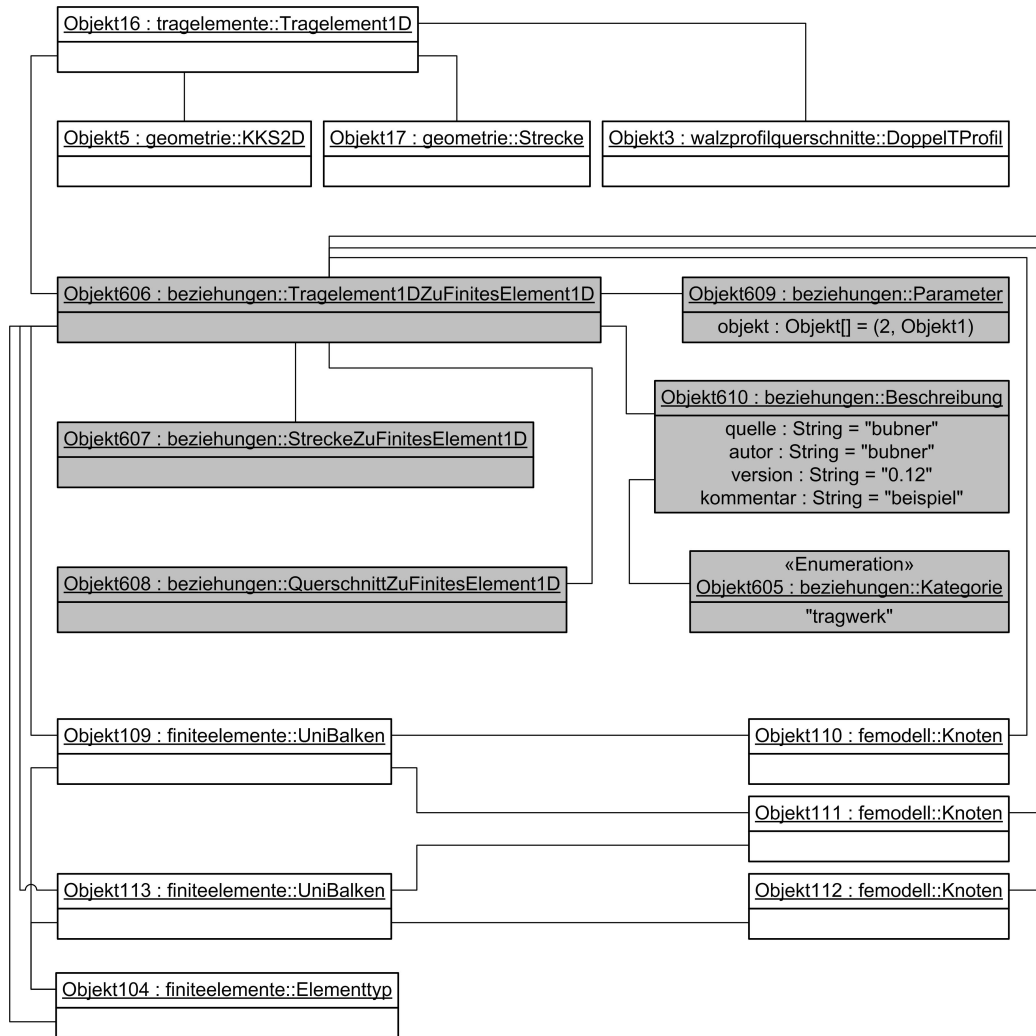 Objekt16 : tragelemente::Tragelement1D
Objekt5 : geometrie::KKS2D
Objekt17 : geometrie::Strecke
Objekt3 : walzprofilquerschnitte::DoppelTProfil
Objekt606 : beziehungen::Tragelement1DZuFinitesElement1D
Objekt609 : beziehungen::Parameter
objekt : Objekt[] = (2, Objekt1)
Objekt610 : beziehungen::Beschreibung
quelle : String = "bubner"
autor : String = "bubner"
version : String = "0.12"
kommentar : String = "beispiel"
Objekt607 : beziehungen::StreckeZuFinitesElement1D
Objekt608 : beziehungen::QuerschnittZuFinitesElement1D
«Enumeration»
Objekt605 : beziehungen::Kategorie
"tragwerk"
Objekt109 : finiteelemente::UniBalken
Objekt110 : femodell::Knoten
Objekt111 : femodell::Knoten
Objekt113 : finiteelemente::UniBalken
Objekt112 : femodell::Knoten
Objekt104 : finiteelemente::Elementtyp